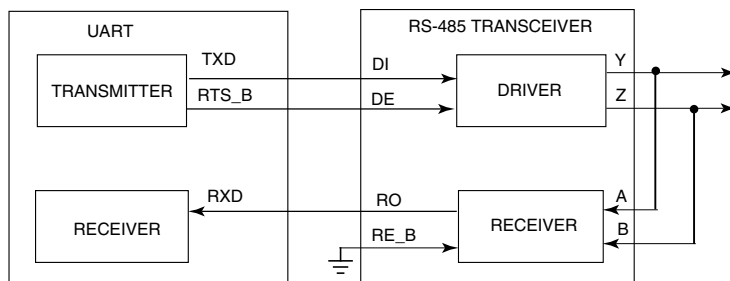 UART
RS-485 TRANSCEIVER
TRANSMITTER
TXD
DI
DRIVER
Y
RTS_B
DE
Z
RECEIVER
RXD
RO
RECEIVER
A
RE_B
B